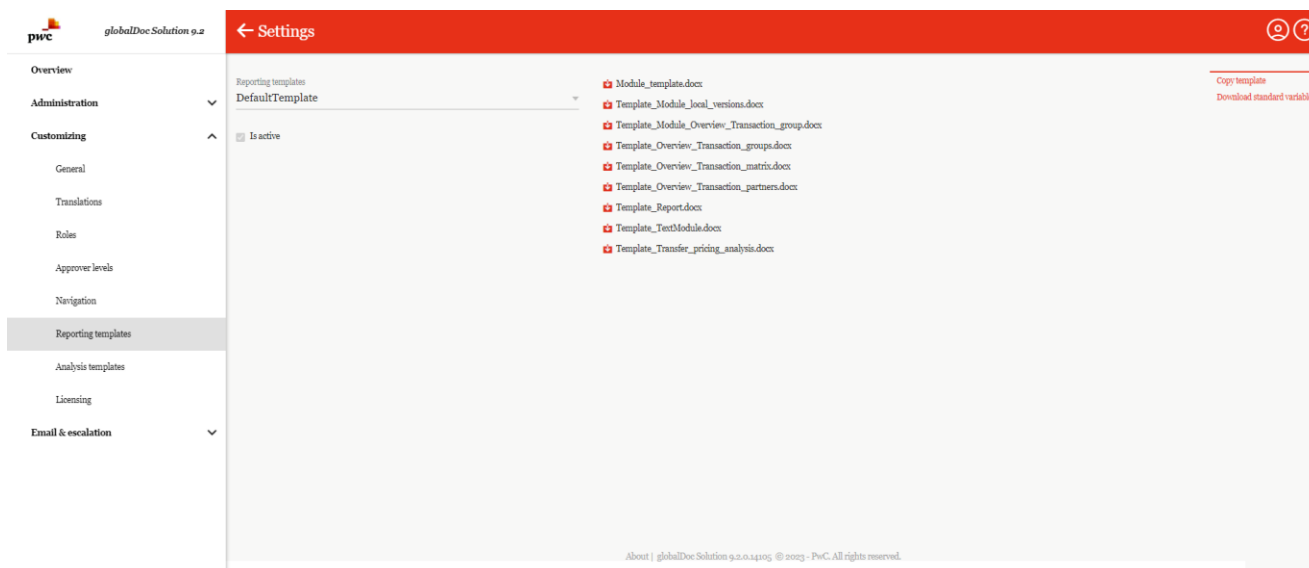 pwc
globalDoc Solution 9.2
Settings
Overview
Administration
Customizing
General
Translations
Roles
Approver levels
Navigation
Reporting templates
Analysis templates
Licensing
Email & escalation
Reporting templates
DefaultTemplate
Is active
Module_template.docx
Template_Module_local_versions.docx
Template_Module_Overview_Transaction_group.docx
Template_Overview_Transaction_groups.docx
Template_Overview_Transaction_matrix.docx
Template_Overview_Transaction_partners.docx
Template_Report.docx
Template_TextModule.docx
Template_Transfer_pricing_analysis.docx
Copy template
Download standard variabl
About | globalDoc Solution 9.2.0.14105 © 2023 - PwC. All rights reserved.